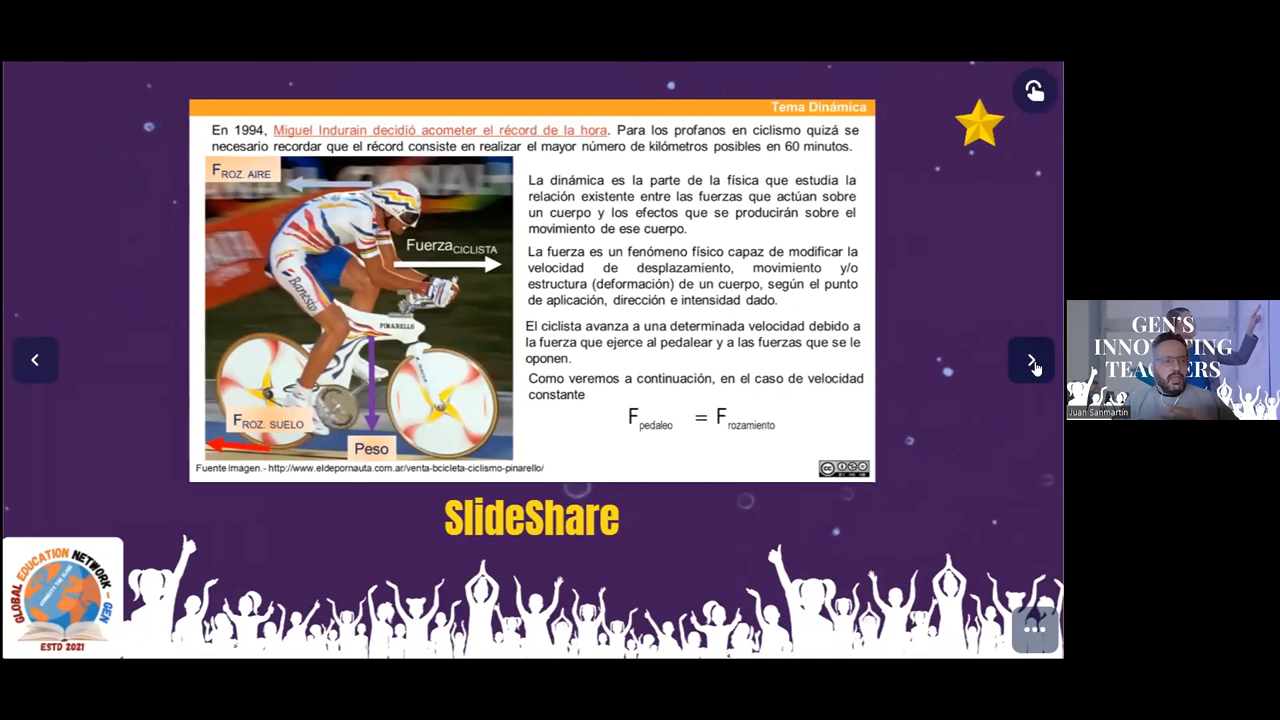 Tema Dinámica
En 1994, Miguel Indurain decidió acometer el récord de la hora. Para los profanos en ciclismo quizá se
necesario recordar que el récord consiste en realizar el mayor número de kilómetros posibles en 60 minutos.
F ROZ. AIRE
Fuerza CICLISTA
Banesto
PINARELLO
F ROZ. SUELO
Peso
La dinámica es la parte de la física que estudia la
relación existente entre las fuerzas que actúan sobre
un cuerpo y los efectos que se producirán sobre el
movimiento de ese cuerpo.
La fuerza es un fenómeno físico capaz de modificar la
velocidad de desplazamiento, movimiento y/o
estructura (deformación) de un cuerpo, según el punto
de aplicación, dirección e intensidad dado.
El ciclista avanza a una determinada velocidad debido a
la fuerza que ejerce al pedalear y a las fuerzas que se le
oponen.
Como veremos a continuación, en el caso de velocidad
constante
F pedaleo = F rozamiento
Fuente Imagen.- http://www.eldepornauta.com.ar/venta-bcicleta-ciclismo-pinarello/
SlideShare
GLOBAL EDUCATION NETWORK - GEN
ESTD 2021
GEN'S
TEACHERS
Juan Sanmartín